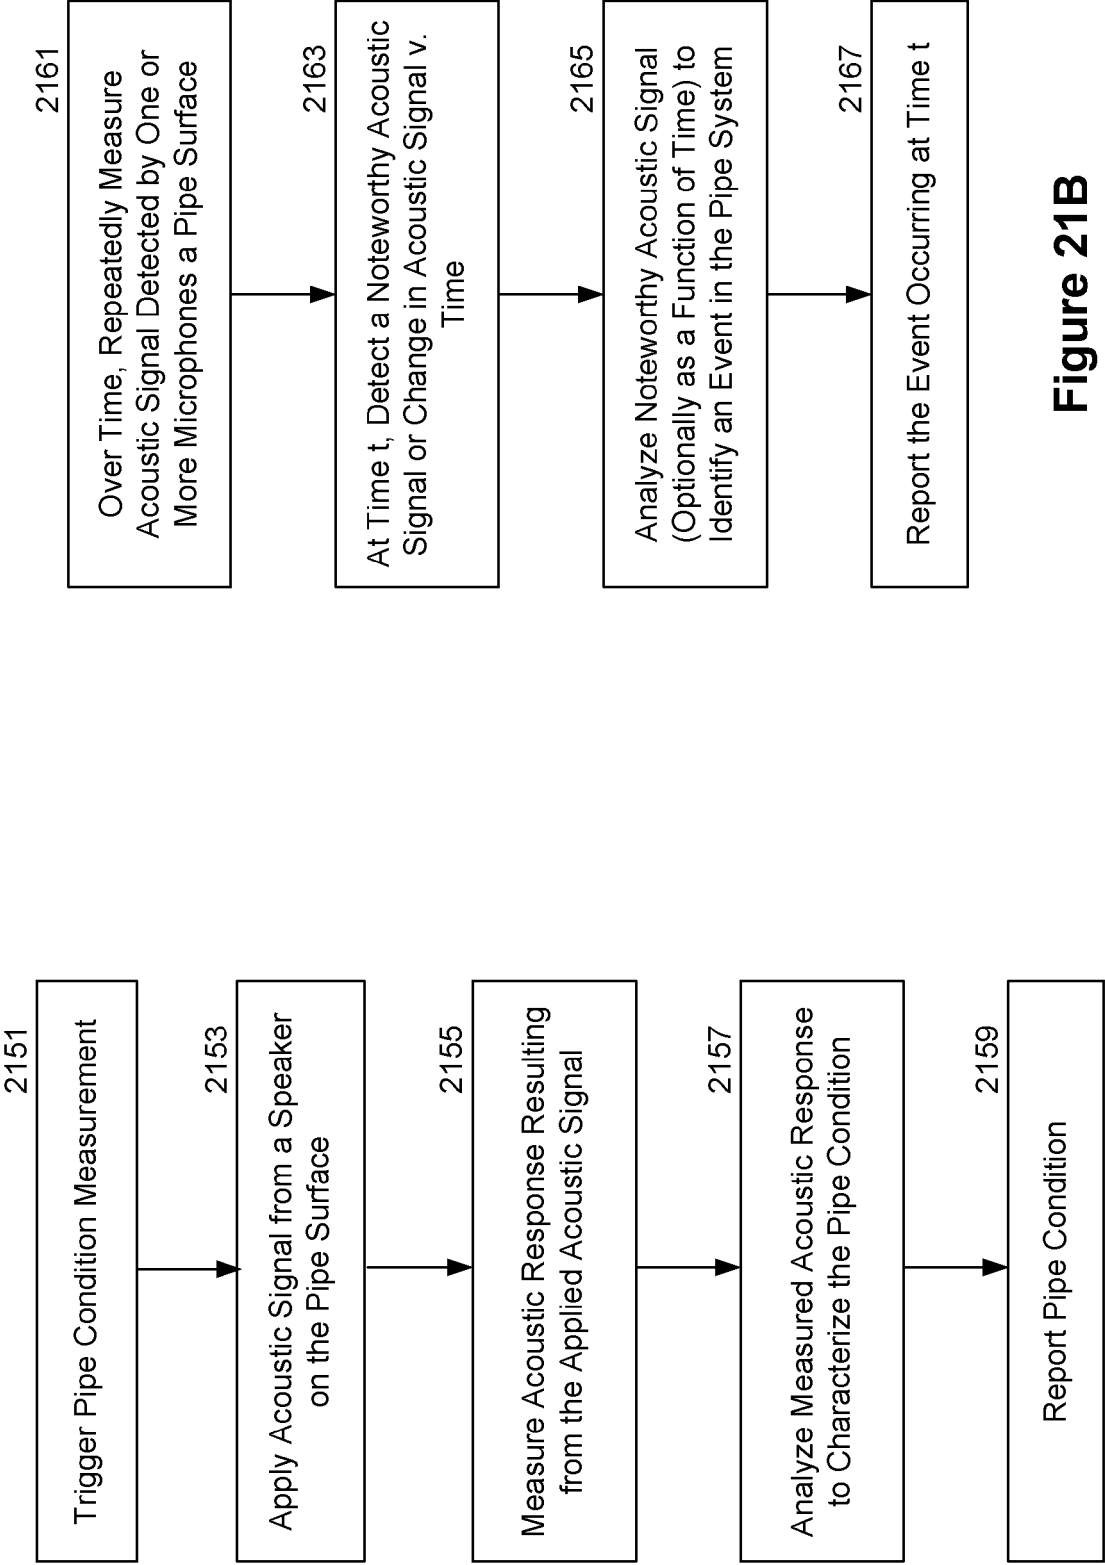 2151
Trigger Pipe Condition Measurement
2153
Apply Acoustic Signal from a Speaker
on the Pipe Surface
2155
Measure Acoustic Response Resulting
from the Applied Acoustic Signal
2157
Analyze Measured Acoustic Response
to Characterize the Pipe Condition
2159
Report Pipe Condition
2161
Over Time, Repeatedly Measure
Acoustic Signal Detected by One or
More Microphones a Pipe Surface
2163
At Time t, Detect a Noteworthy Acoustic
Signal or Change in Acoustic Signal v.
Time
2165
Analyze Noteworthy Acoustic Signal
(Optionally as a Function of Time) to
Identify an Event in the Pipe System
2167
Report the Event Occurring at Time t
Figure 21B